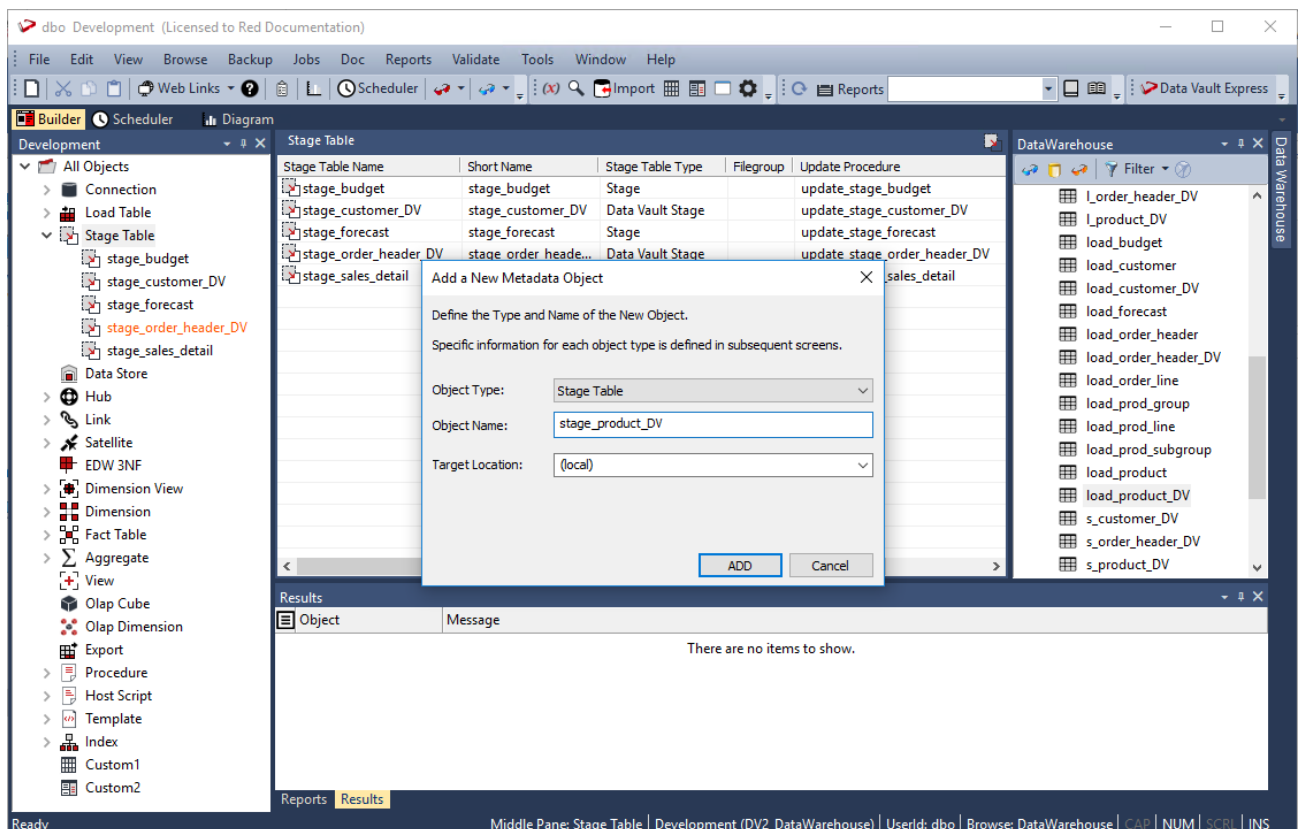 dbo Development (Licensed to Red Documentation)
File Edit View Browse Backup Jobs Doc Reports Validate Tools Window Help
Web Links Scheduler (x) Import Reports Data Vault Express
Builder Scheduler Diagram
Development
All Objects
Connection
Load Table
Stage Table
stage_budget
stage_customer_DV
stage_forecast
stage_order_header_DV
stage_sales_detail
Data Store
Hub
Link
Satellite
EDW 3NF
Dimension View
Dimension
Fact Table
Aggregate
View
Olap Cube
Olap Dimension
Export
Procedure
Host Script
Template
Index
Custom1
Custom2
Stage Table
Stage Table Name Short Name Stage Table Type Filegroup Update Procedure
stage_budget stage_budget Stage update_stage_budget
stage_customer_DV stage_customer_DV Data Vault Stage update_stage_customer_DV
stage_forecast stage_forecast Stage update_stage_forecast
stage_order_header_DV stage_order_heade... Data Vault Stage update_stage_order_header_DV
stage_sales_detail _sales_detail
Add a New Metadata Object
Define the Type and Name of the New Object.
Specific information for each object type is defined in subsequent screens.
Object Type: Stage Table
Object Name: stage_product_DV
Target Location: (local)
ADD Cancel
DataWarehouse
Filter
l_order_header_DV
l_product_DV
load_budget
load_customer
load_customer_DV
load_forecast
load_order_header
load_order_header_DV
load_order_line
load_prod_group
load_prod_line
load_prod_subgroup
load_product
load_product_DV
s_customer_DV
s_order_header_DV
s_product_DV
Data Warehouse
Results
Object Message
There are no items to show.
Reports Results
Ready Middle Pane: Stage Table Development (DV2_DataWarehouse) UserId: dbo Browse: DataWarehouse CAP NUM SCRL INS